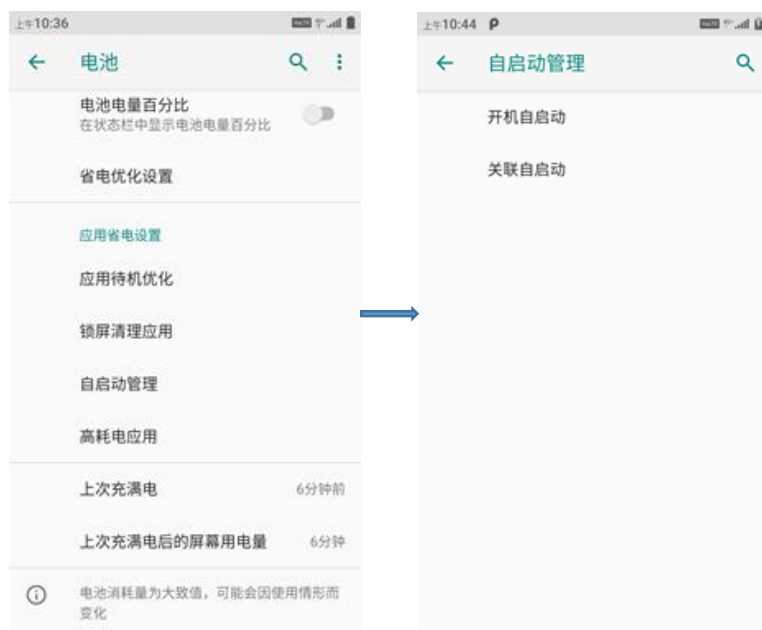 上午10:36
电池
电池电量百分比
在状态栏中显示电池电量百分比
省电优化设置
应用省电设置
应用待机优化
锁屏清理应用
自启动管理
高耗电应用
上次充满电 6分钟前
上次充满电后的屏幕用电量 6分钟
电池消耗量为大致值，可能会因使用情形而
变化
上午10:44 P
自启动管理
开机自启动
关联自启动